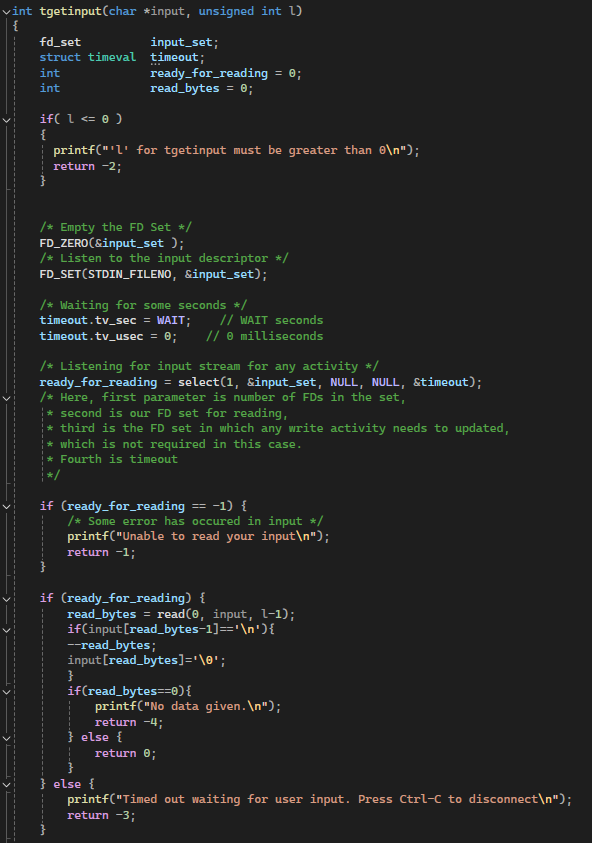 int tgetinput(char *input, unsigned int l)
{
    fd_set          input_set;
    struct timeval  timeout;
    int             ready_for_reading = 0;
    int             read_bytes = 0;

    if( l <= 0 )
    {
      printf("'l' for tgetinput must be greater than 0\n");
      return -2;
    }


    /* Empty the FD Set */
    FD_ZERO(&input_set );
    /* Listen to the input descriptor */
    FD_SET(STDIN_FILENO, &input_set);

    /* Waiting for some seconds */
    timeout.tv_sec = WAIT;    // WAIT seconds
    timeout.tv_usec = 0;    // 0 milliseconds

    /* Listening for input stream for any activity */
    ready_for_reading = select(1, &input_set, NULL, NULL, &timeout);
    /* Here, first parameter is number of FDs in the set,
     * second is our FD set for reading,
     * third is the FD set in which any write activity needs to updated,
     * which is not required in this case.
     * Fourth is timeout
     */

    if (ready_for_reading == -1) {
        /* Some error has occured in input */
        printf("Unable to read your input\n");
        return -1;
    }

    if (ready_for_reading) {
        read_bytes = read(0, input, l-1);
        if(input[read_bytes-1]=='\n'){
        --read_bytes;
        input[read_bytes]='\0';
        }
        if(read_bytes==0){
            printf("No data given.\n");
            return -4;
        } else {
            return 0;
        }
    } else {
        printf("Timed out waiting for user input. Press Ctrl-C to disconnect\n");
        return -3;
    }